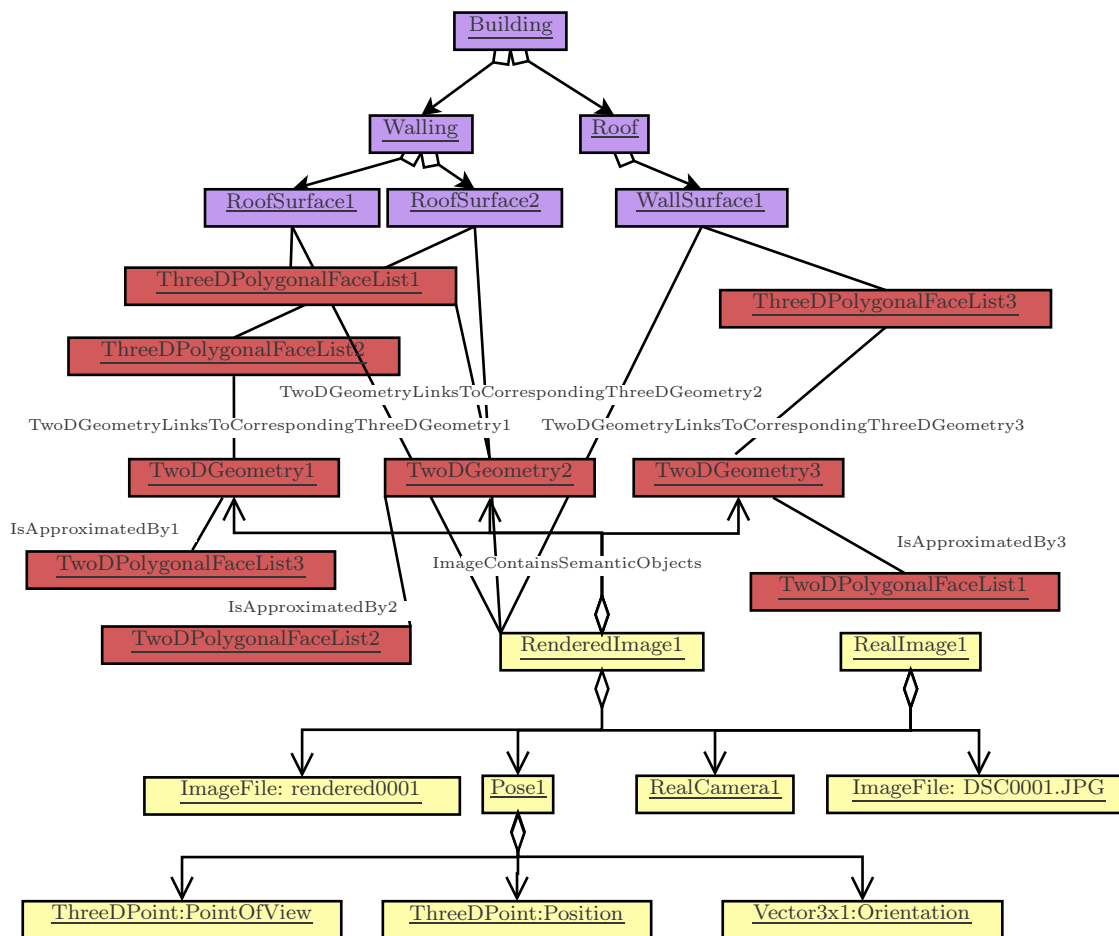 Building
Walling
Roof
RoofSurface1
RoofSurface2
WallSurface1
ThreeDPolygonalFaceList1
ThreeDPolygonalFaceList3
ThreeDPolygonalFaceList2
TwoDGeometryLinksToCorrespondingThreeDGeometry2
TwoDGeometryLinksToCorrespondingThreeDGeometry1
TwoDGeometryLinksToCorrespondingThreeDGeometry3
TwoDGeometry1
TwoDGeometry2
TwoDGeometry3
IsApproximatedBy1
IsApproximatedBy3
TwoDPolygonalFaceList3
ImageContainsSemanticObjects
TwoDPolygonalFaceList1
IsApproximatedBy2
TwoDPolygonalFaceList2
RenderedImage1
RealImage1
ImageFile: rendered0001
Pose1
RealCamera1
ImageFile: DSC0001.JPG
ThreeDPoint:PointOfView
ThreeDPoint:Position
Vector3x1:Orientation